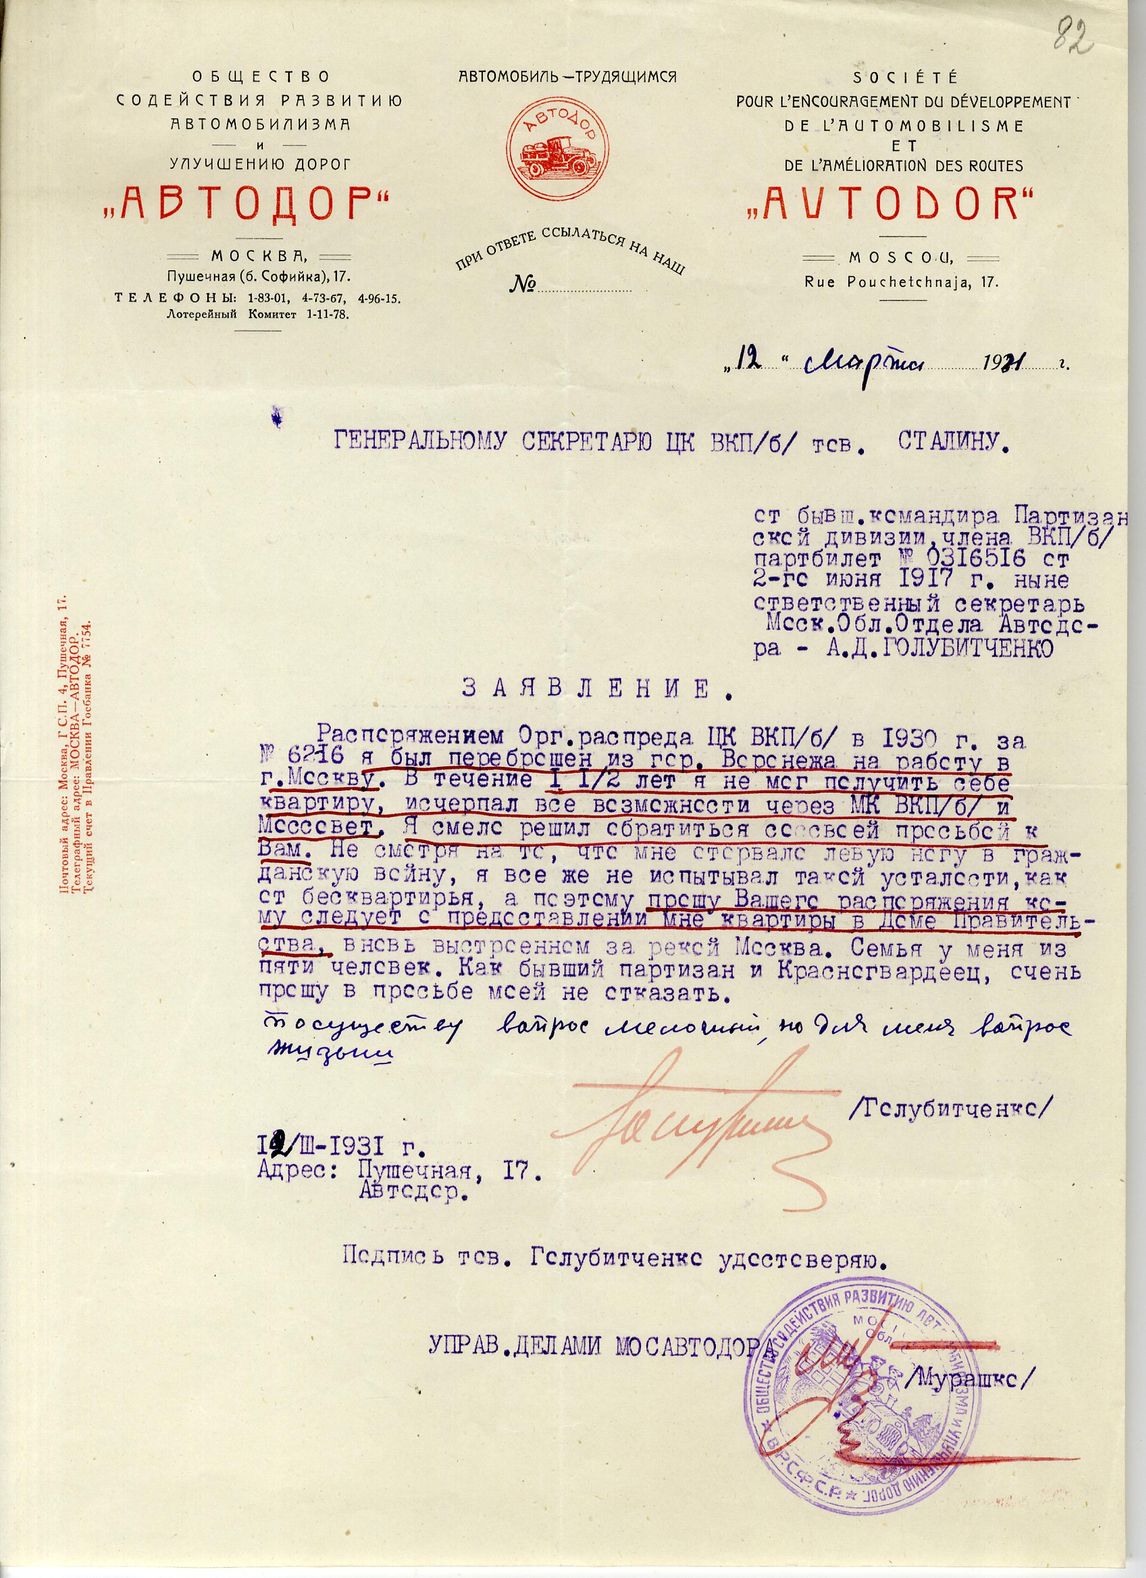 82
ОБЩЕСТВО
СОДЕЙСТВИЯ РАЗВИТИЮ
АВТОМОБИЛИЗМА
— и —
УЛУЧШЕНИЮ ДОРОГ
„АВТОДОР“
МОСКВА,
Пушечная (б. Софийка), 17.
ТЕЛЕФОНЫ: 1-83-01, 4-73-67, 4-96-15.
Лотерейный Комитет 1-11-78.
АВТОМОБИЛЬ—ТРУДЯЩИМСЯ
АВТОДОР
ПРИ ОТВЕТЕ ССЫЛАТЬСЯ НА НАШ
№
SOCIÉTÉ
POUR L'ENCOURAGEMENT DU DÉVELOPPEMENT
DE L'AUTOMOBILISME
ET
DE L'AMÉLIORATION DES ROUTES
„AVTODOR“
MOSCOU,
Rue Pouchetchnaja, 17.
„12“ Марта 1931 г.
ГЕНЕРАЛЬНОМУ СЕКРЕТАРЮ ЦК ВКП/б/ тов. СТАЛИНУ.
от бывш.командира Партизан
ской дивизии,члена ВКП/б/
партбилет № 0316516 от
2-го июня 1917 г. ныне
ответственный секретарь
Моск.Обл.Отдела Автодо-
ра - А.Д.ГОЛУБИТЧЕНКО
ЗАЯВЛЕНИЕ.
Распоряжением Орг.распреда ЦК ВКП/б/ в 1930 г. за
№ 6216 я был переброшен из гор. Воронежа на работу в
г.Москву. В течение I I/2 лет я не мог получить себе
квартиру, исчерпал все возможности через МК ВКП/б/ и
Моссовет. Я смело решил обратиться со своей просьбой к
Вам. Не смотря на то, что мне оторвало левую ногу в граж-
данскую войну, я все же не испытывал такой усталости,как
от бесквартирья, а поэтому прошу Вашего распоряжения ко-
му следует о предоставлении мне квартиры в Доме Правитель-
ства, вновь выстроенном за рекой Москва. Семья у меня из
пяти человек. Как бывший партизан и Красногвардеец, очень
прошу в просьбе моей не отказать.
по существу вопрос мелочный, но для меня вопрос
жизни
/Голубитченко/
12/III-1931 г.
Адрес: Пушечная, 17.
Автодор.
Подпись тов. Голубитченко удостоверяю.
УПРАВ.ДЕЛАМИ МОСАВТОДОРА
/Мурашко/
ОБЩЕСТВО СОДЕЙСТВИЯ РАЗВИТИЮ АВТОМОБИЛИЗМА И УЛУЧШЕНИЮ ДОРОГ
★ В Р.С.Ф.С.Р. ★
Почтовый адрес: Москва, Г С.П. 4, Пушечная, 17.
Телеграфный адрес: МОСКВА—АВТОДОР.
Текущий счет в Правлении Госбанка № 7754.